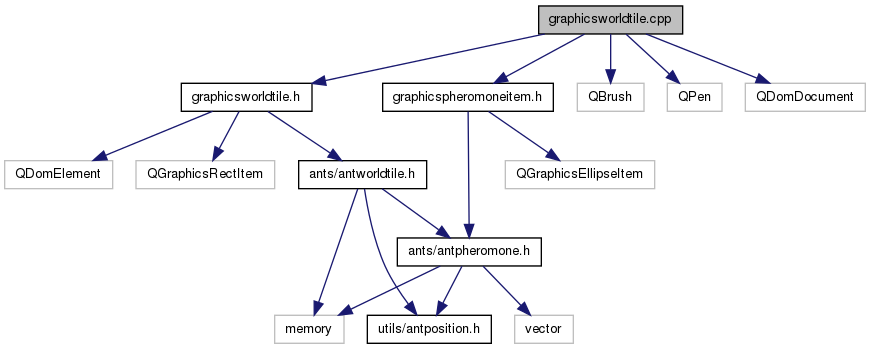 graphicsworldtile.cpp
graphicsworldtile.h
graphicspheromoneitem.h
QBrush
QPen
QDomDocument
QDomElement
QGraphicsRectItem
ants/antworldtile.h
QGraphicsEllipseItem
ants/antpheromone.h
memory
utils/antposition.h
vector